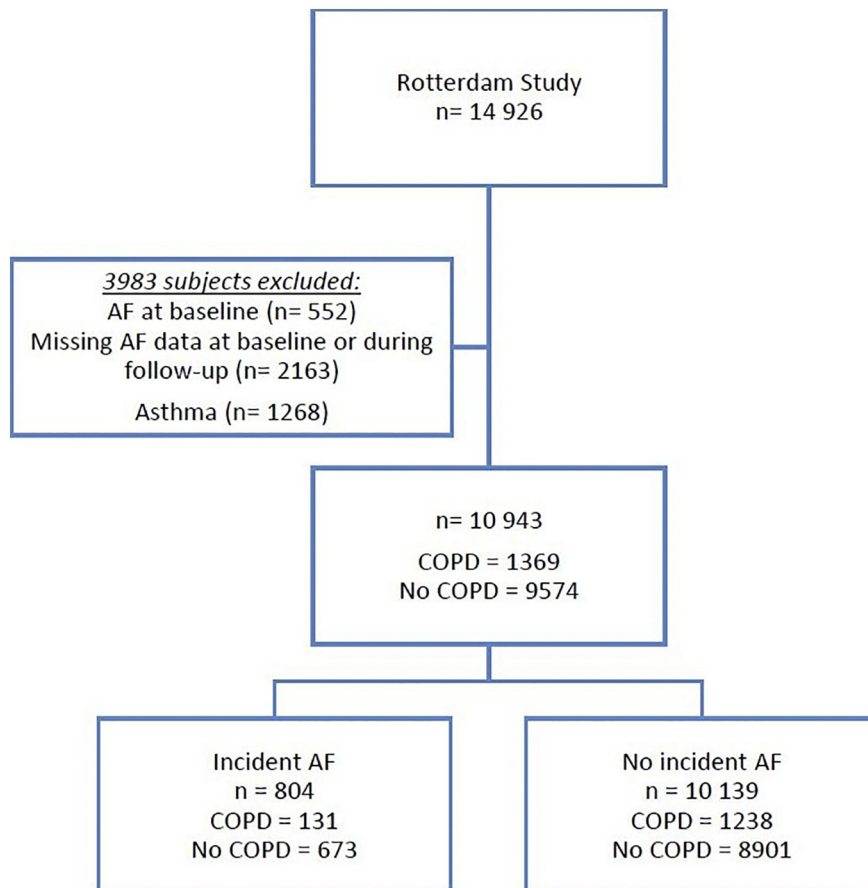 Rotterdam Study
n= 14 926
3983 subjects excluded:
AF at baseline (n= 552)
Missing AF data at baseline or during
follow-up (n= 2163)
Asthma (n= 1268)
n= 10 943
COPD = 1369
No COPD = 9574
Incident AF
n = 804
COPD = 131
No COPD = 673
No incident AF
n = 10 139
COPD = 1238
No COPD = 8901